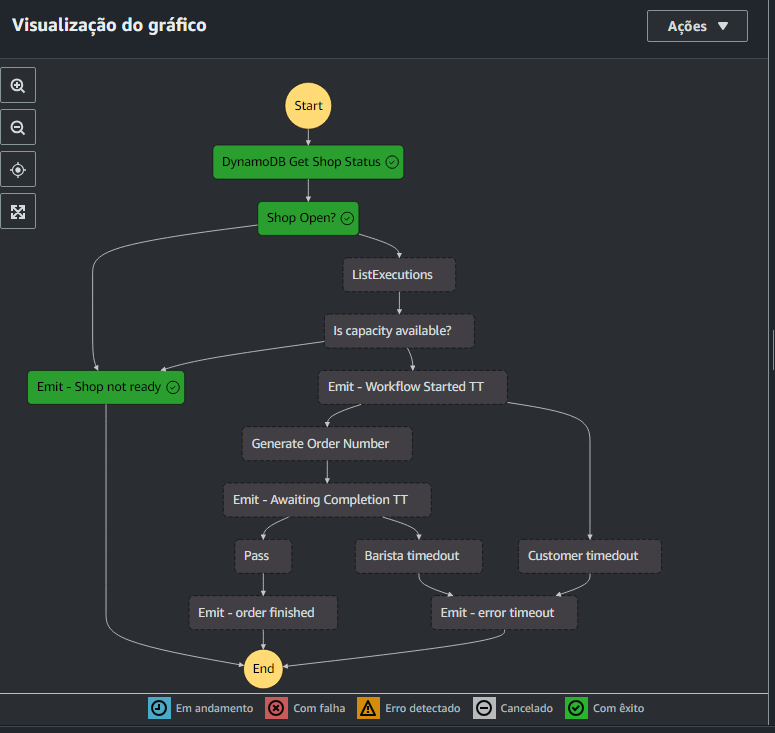 Visualização do gráfico
Ações
Start
DynamoDB Get Shop Status
Shop Open?
ListExecutions
Is capacity available?
Emit - Shop not ready
Emit - Workflow Started TT
Generate Order Number
Emit - Awaiting Completion TT
Pass
Barista timedout
Customer timedout
Emit - order finished
Emit - error timeout
End
Em andamento
Com falha
Erro detectado
Cancelado
Com êxito